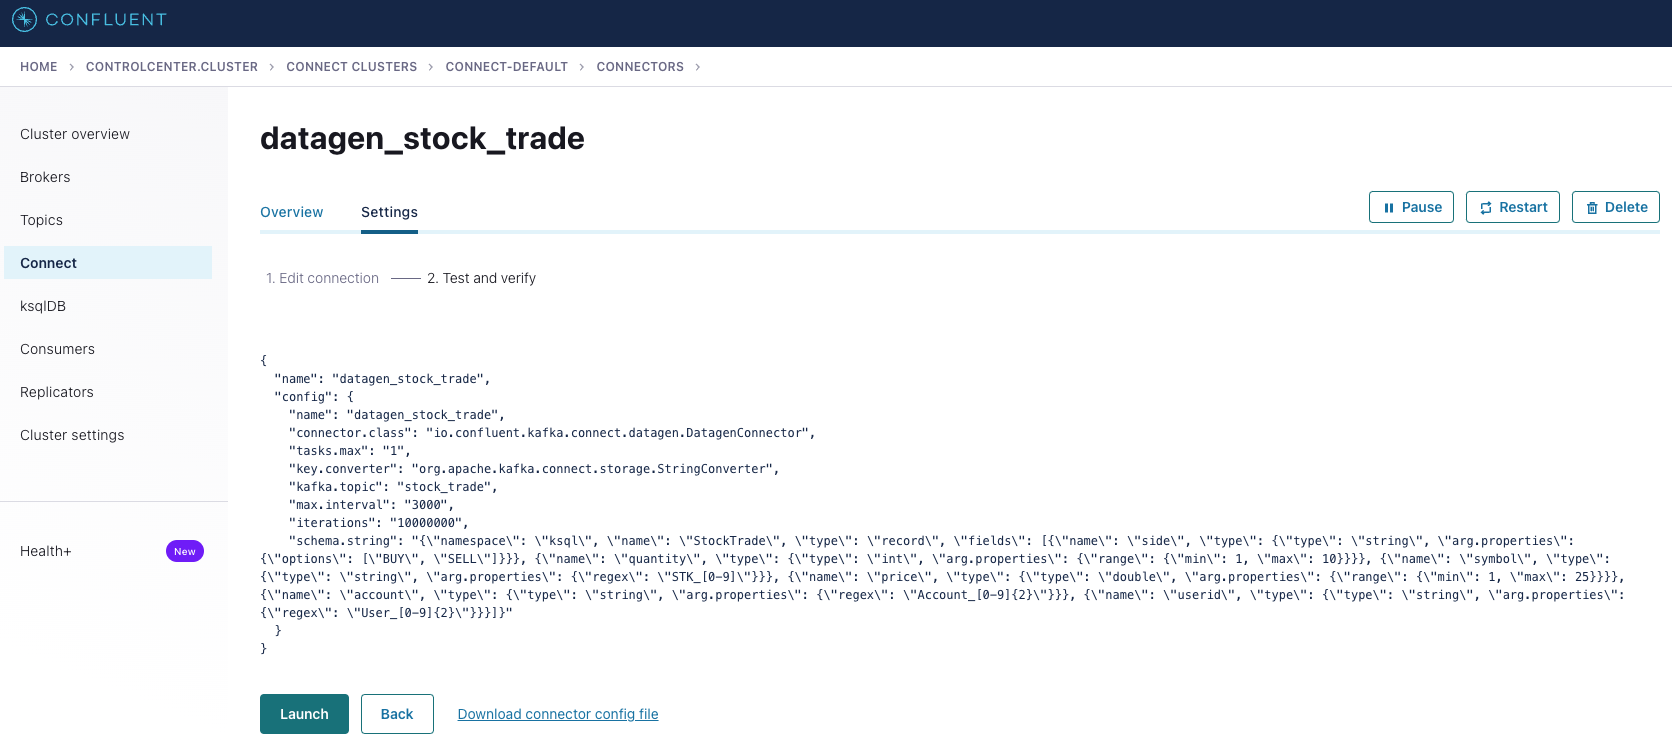 CONFLUENT
HOME > CONTROLCENTER.CLUSTER > CONNECT CLUSTERS > CONNECT-DEFAULT > CONNECTORS >
Cluster overview
Brokers
Topics
Connect
ksqlDB
Consumers
Replicators
Cluster settings
Health+ New
datagen_stock_trade
Overview Settings
Pause Restart Delete
1. Edit connection 2. Test and verify
{
  "name": "datagen_stock_trade",
  "config": {
    "name": "datagen_stock_trade",
    "connector.class": "io.confluent.kafka.connect.datagen.DatagenConnector",
    "tasks.max": "1",
    "key.converter": "org.apache.kafka.connect.storage.StringConverter",
    "kafka.topic": "stock_trade",
    "max.interval": "3000",
    "iterations": "10000000",
    "schema.string": "{\"namespace\": \"ksql\", \"name\": \"StockTrade\", \"type\": \"record\", \"fields\": [{\"name\": \"side\", \"type\": {\"type\": \"string\", \"arg.properties\":
{\"options\": [\"BUY\", \"SELL\"]}}}, {\"name\": \"quantity\", \"type\": {\"type\": \"int\", \"arg.properties\": {\"range\": {\"min\": 1, \"max\": 10}}}}, {\"name\": \"symbol\", \"type\":
{\"type\": \"string\", \"arg.properties\": {\"regex\": \"STK_[0-9]\"}}}, {\"name\": \"price\", \"type\": {\"type\": \"double\", \"arg.properties\": {\"range\": {\"min\": 1, \"max\": 25}}}},
{\"name\": \"account\", \"type\": {\"type\": \"string\", \"arg.properties\": {\"regex\": \"Account_[0-9]{2}\"}}}, {\"name\": \"userid\", \"type\": {\"type\": \"string\", \"arg.properties\":
{\"regex\": \"User_[0-9]{2}\"}}}]}"
  }
}
Launch Back Download connector config file